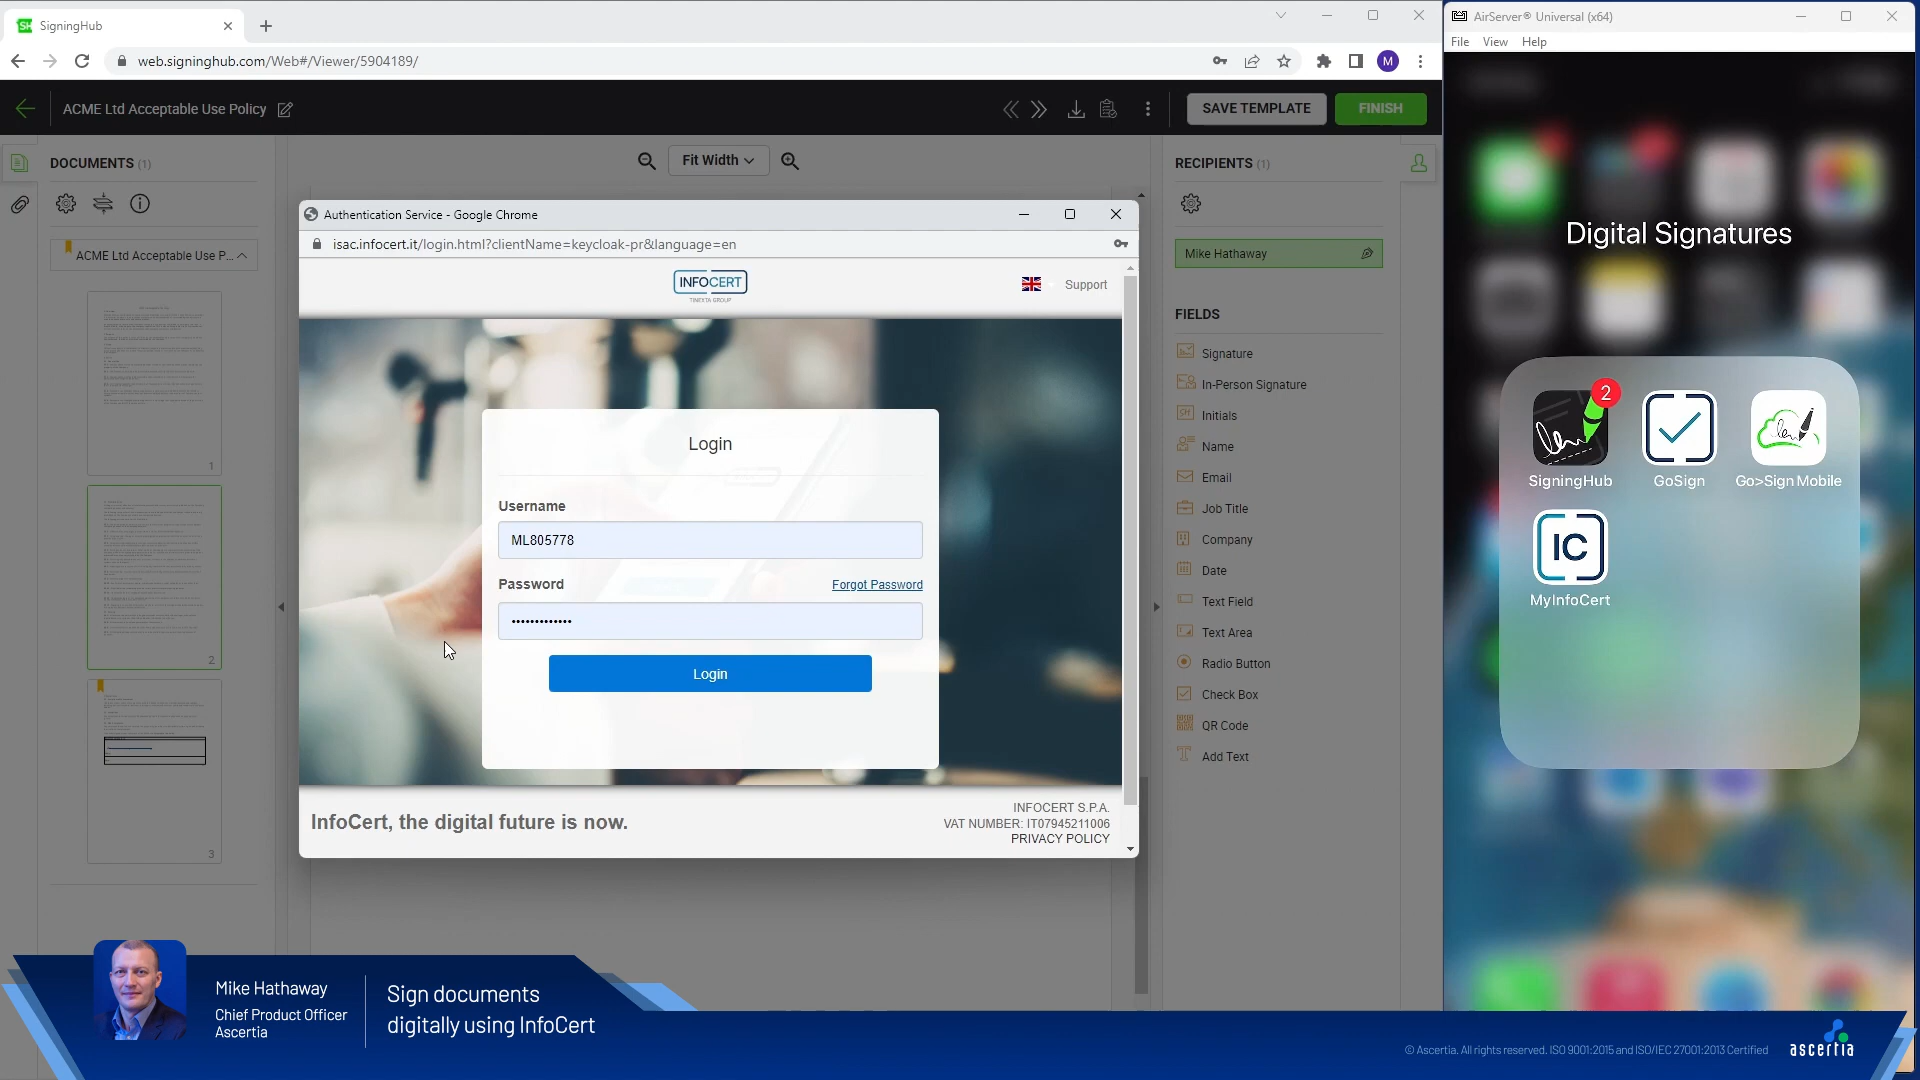 SigningHub
web.signinghub.com/Web#/Viewer/5904189/
M
ACME Ltd Acceptable Use Policy
SAVE TEMPLATE
FINISH
DOCUMENTS (1)
Fit Width
RECIPIENTS (1)
ACME Ltd Acceptable Use P...
1
2
3
Mike Hathaway
FIELDS
Signature
In-Person Signature
Initials
Name
Email
Job Title
Company
Date
Text Field
Text Area
Radio Button
Check Box
QR Code
Add Text
Authentication Service - Google Chrome
isac.infocert.it/login.html?clientName=keycloak-pr&language=en
INFOCERT
TINEXTA GROUP
Support
Login
Username
ML805778
Password
Forgot Password
•••••••••••••
Login
InfoCert, the digital future is now.
INFOCERT S.P.A.
VAT NUMBER: IT07945211006
PRIVACY POLICY
AirServer® Universal (x64)
File View Help
Digital Signatures
2
SigningHub
GoSign
Go>Sign Mobile
IC
MyInfoCert
Mike Hathaway
Chief Product Officer
Ascertia
Sign documents
digitally using InfoCert
© Ascertia. All rights reserved. ISO 9001:2015 and ISO/IEC 27001:2013 Certified
ascertia